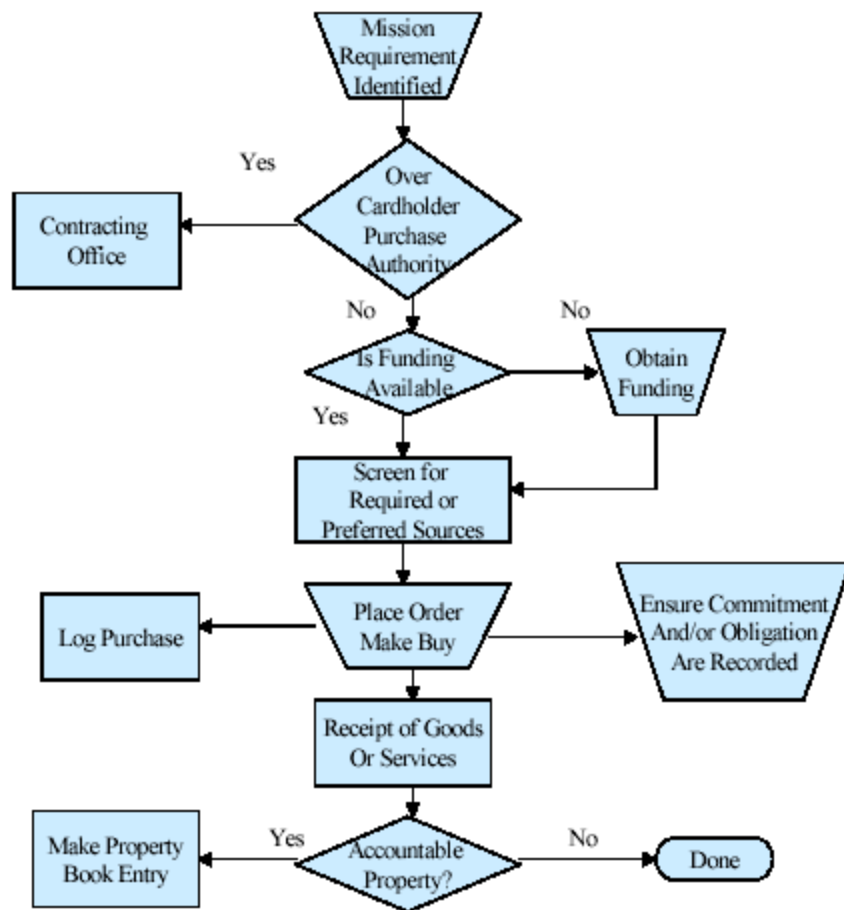 Mission
Requirement
Identified
Yes
Over
Cardholder
Purchase
Authority
Contracting
Office
No
No
Is Funding
Available
Obtain
Funding
Yes
Screen for
Required or
Preferred Sources
Log Purchase
Place Order
Make Buy
Ensure Commitment
And/or Obligation
Are Recorded
Receipt of Goods
Or Services
Make Property
Book Entry
Yes
Accountable
Property?
No
Done